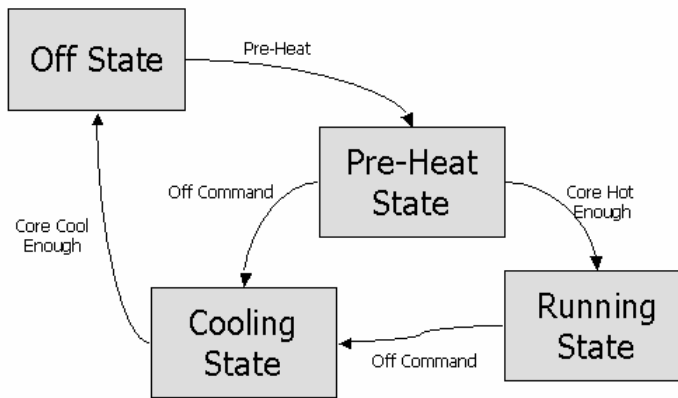 Off State
Pre-Heat
Pre-Heat
State
Off Command
Core Hot
Enough
Core Cool
Enough
Cooling
State
Off Command
Running
State